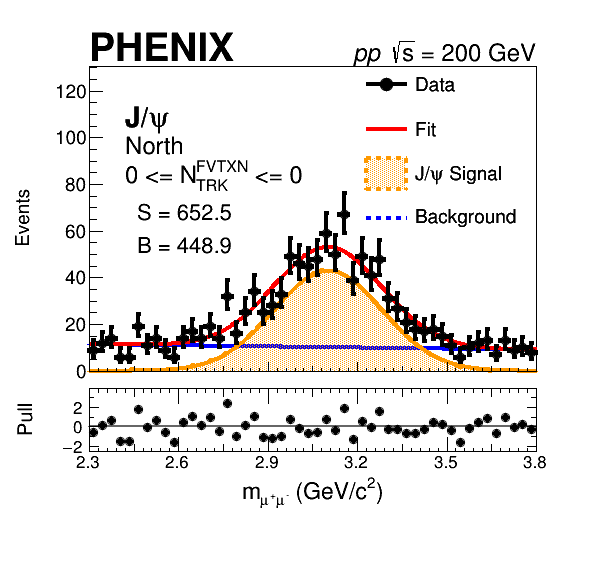 PHENIX
pp √s = 200 GeV
J/ψ
North
0 <= N_TRK^FVTXN <= 0
S = 652.5
B = 448.9
Data
Fit
J/ψ Signal
Background
Events
120
100
80
60
40
20
0
Pull
2
0
−2
2.3 2.6 2.9 3.2 3.5 3.8
m_μ⁺μ⁻ (GeV/c²)